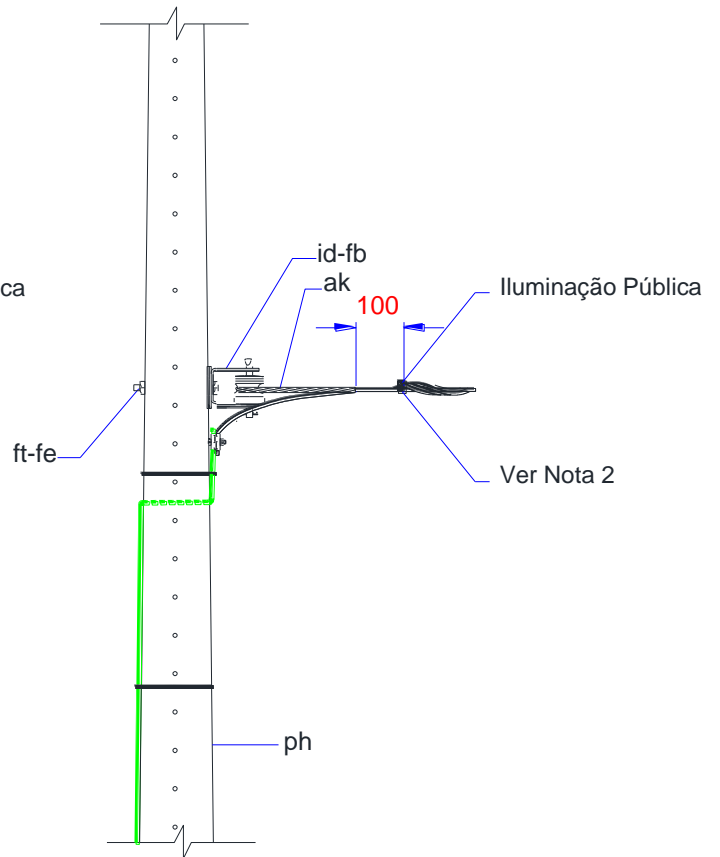 id-fb
ak
100
Iluminação Pública
ca
ft-fe
Ver Nota 2
ph